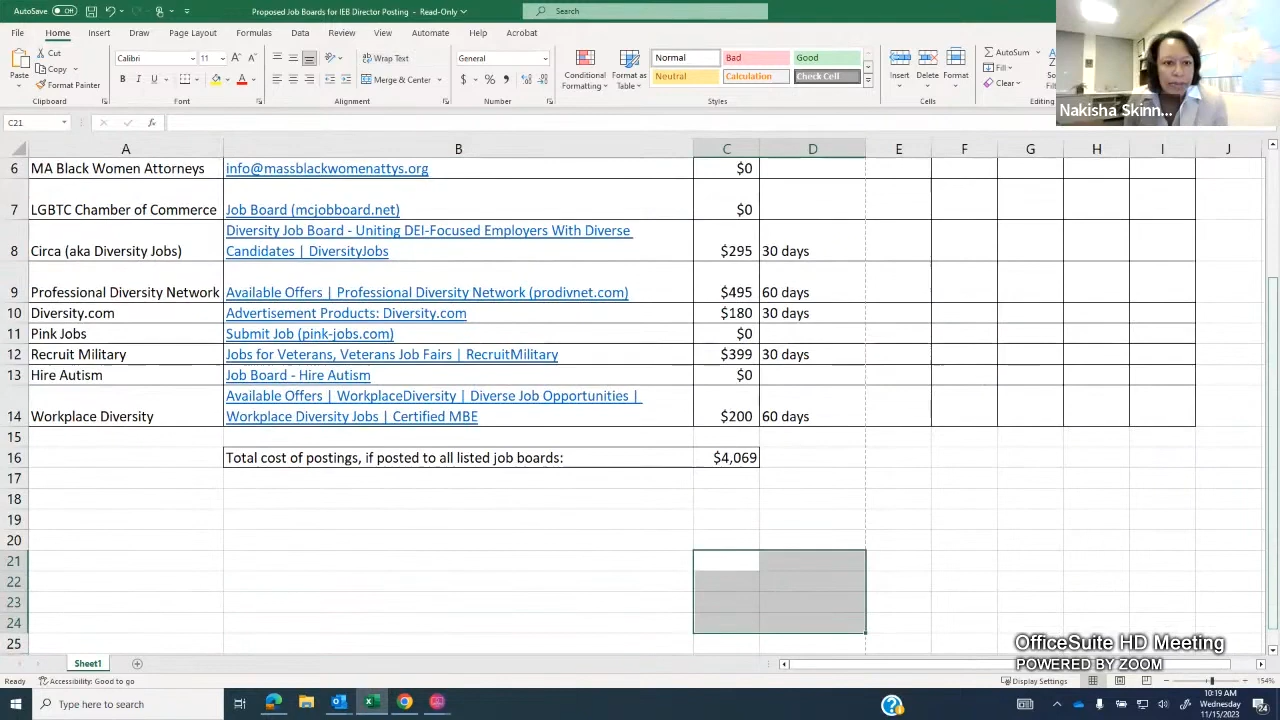 AutoSave Off Proposed Job Boards for IEB Director Posting - Read-Only Search
File Home Insert Draw Page Layout Formulas Data Review View Automate Help Acrobat
Paste Cut Copy Format Painter Clipboard
Calibri 11 Font
Wrap Text Merge & Center Alignment
General Number
Conditional Formatting Format as Table Normal Bad Good
Neutral Calculation Check Cell Styles
Insert Delete Format Cells
AutoSum Fill Clear
Nakisha Skinn...
C21 fx
A B C D E F G H I J
6 MA Black Women Attorneys info@massblackwomenattys.org $0
7 LGBTC Chamber of Commerce Job Board (mcjobboard.net) $0
Diversity Job Board - Uniting DEI-Focused Employers With Diverse
8 Circa (aka Diversity Jobs) Candidates | DiversityJobs $295 30 days
9 Professional Diversity Network Available Offers | Professional Diversity Network (prodivnet.com) $495 60 days
10 Diversity.com Advertisement Products: Diversity.com $180 30 days
11 Pink Jobs Submit Job (pink-jobs.com) $0
12 Recruit Military Jobs for Veterans, Veterans Job Fairs | RecruitMilitary $399 30 days
13 Hire Autism Job Board - Hire Autism $0
Available Offers | WorkplaceDiversity | Diverse Job Opportunities |
14 Workplace Diversity Workplace Diversity Jobs | Certified MBE $200 60 days
15
16 Total cost of postings, if posted to all listed job boards: $4,069
17
18
19
20
21
22
23
24
25
OfficeSuite HD Meeting
POWERED BY ZOOM
Sheet1
Ready Accessibility: Good to go Display Settings 154%
Type here to search
10:19 AM
Wednesday
11/15/2023
24